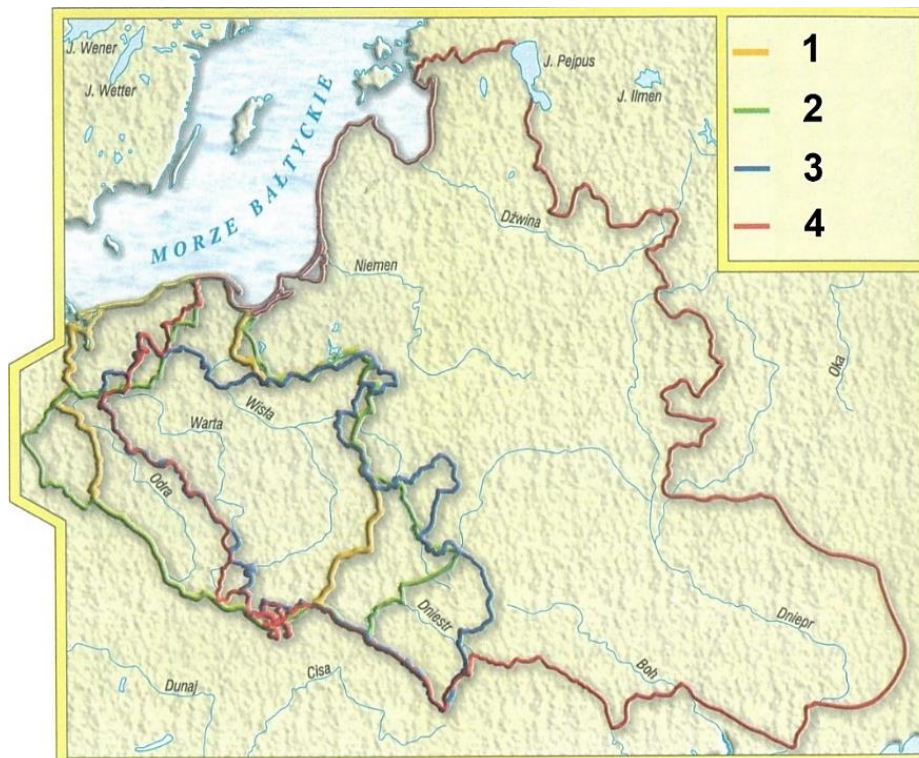 J. Wener
J. Wetter
MORZE BAŁTYCKIE
J. Pejpus
J. Ilmen
1
2
3
4
Dźwina
Niemen
Oka
Wisła
Warta
Odra
Dniestr
Dniepr
Boh
Cisa
Dunaj